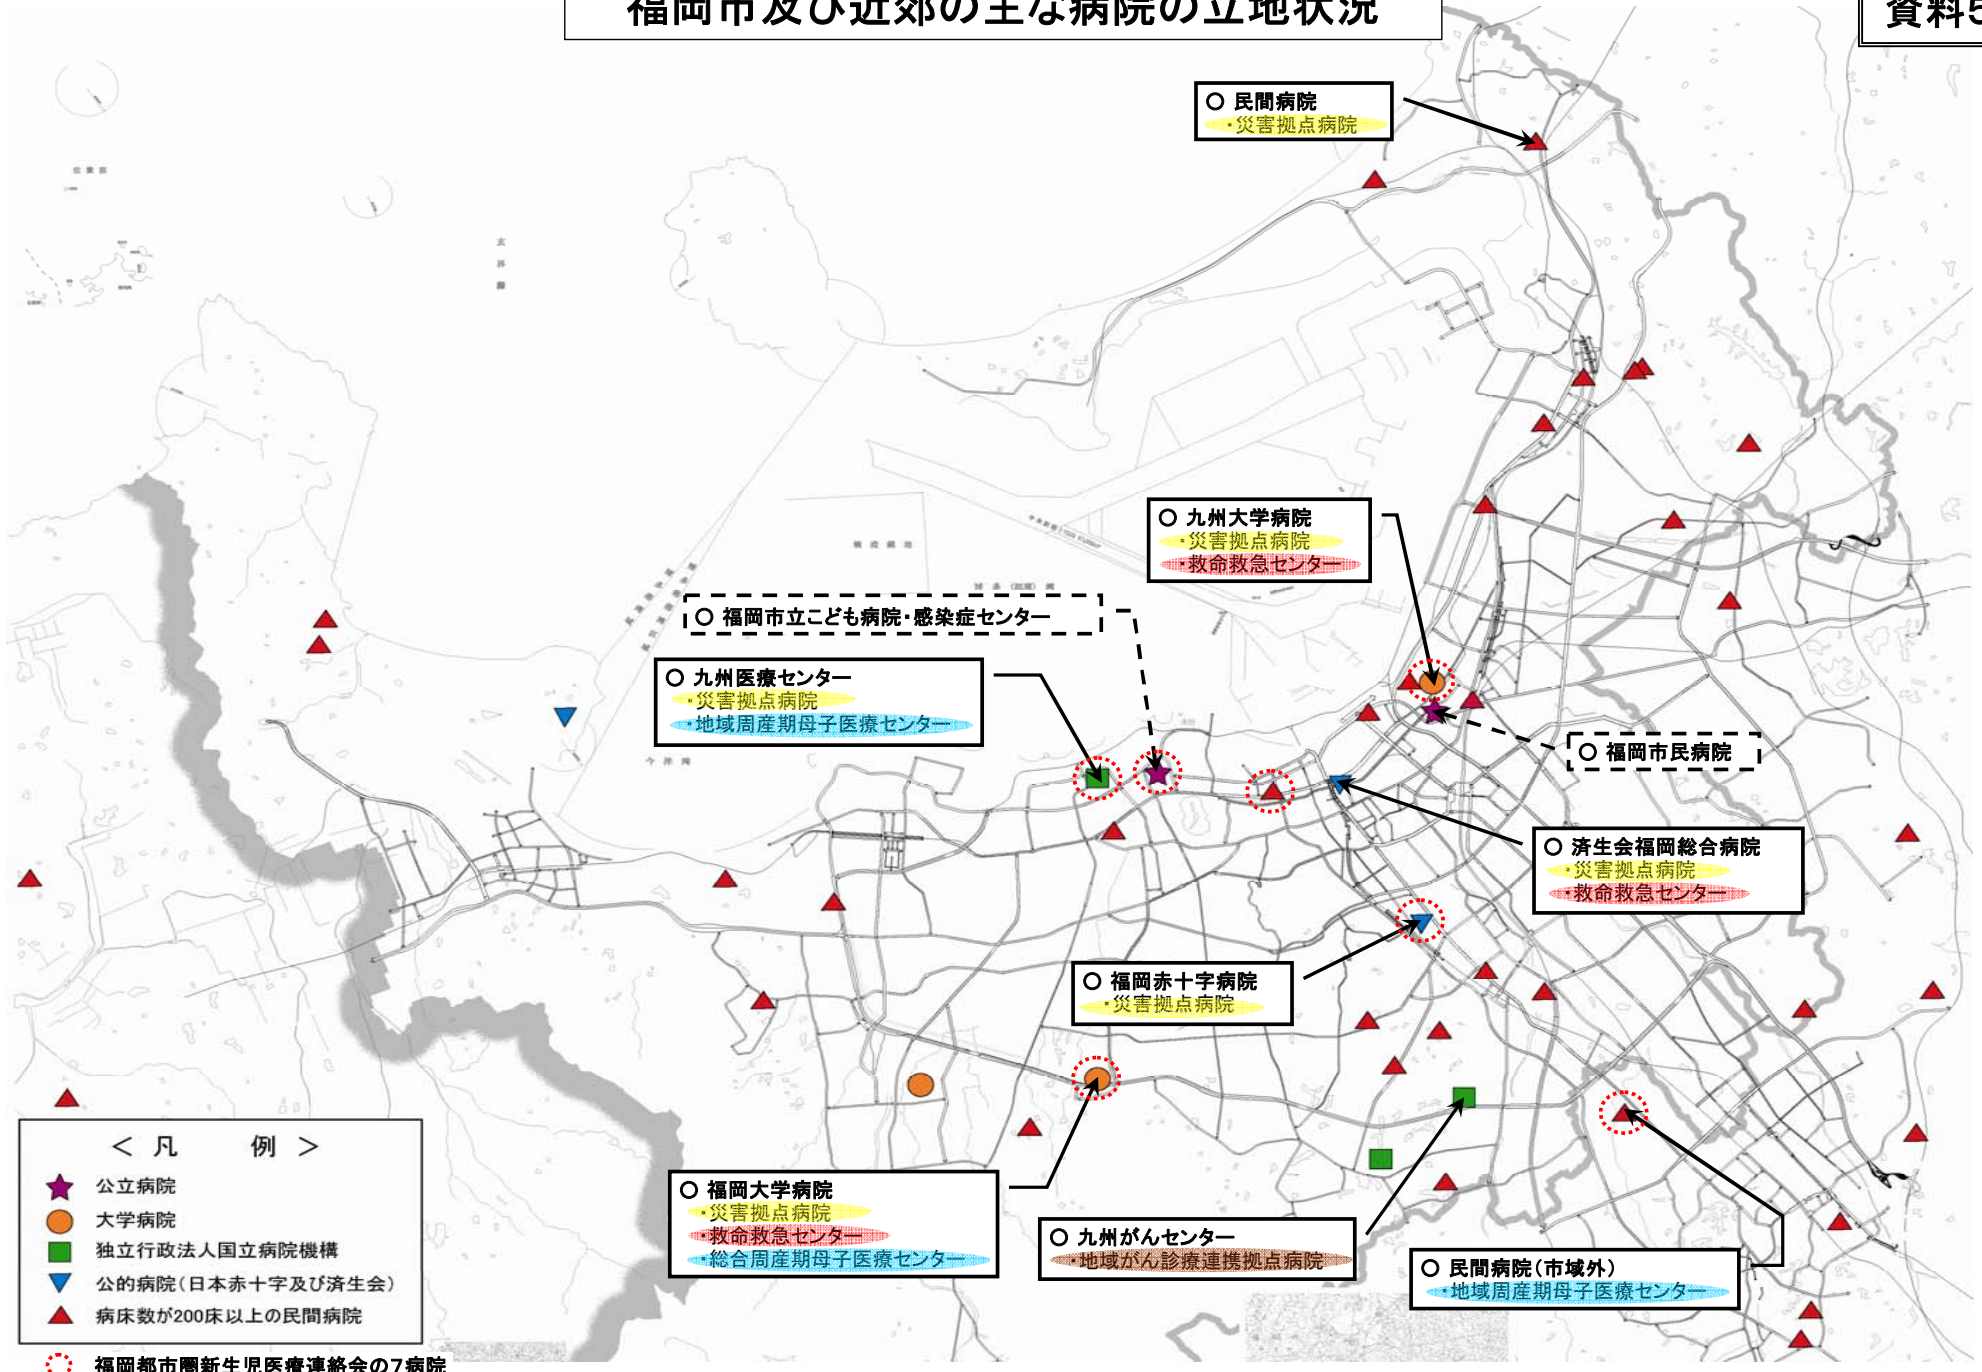 福岡市及び近郊の主な病院の立地状況
資料5
○ 民間病院
・災害拠点病院
○ 九州大学病院
・災害拠点病院
・救命救急センター
○ 福岡市立こども病院・感染症センター
○ 九州医療センター
・災害拠点病院
・地域周産期母子医療センター
○ 福岡市民病院
○ 済生会福岡総合病院
・災害拠点病院
・救命救急センター
○ 福岡赤十字病院
・災害拠点病院
○ 福岡大学病院
・災害拠点病院
・救命救急センター
・総合周産期母子医療センター
○ 九州がんセンター
・地域がん診療連携拠点病院
○ 民間病院(市域外)
・地域周産期母子医療センター
玄界灘
今津湾
博多(福岡)湾
<凡 例>
公立病院
大学病院
独立行政法人国立病院機構
公的病院(日本赤十字及び済生会)
病床数が200床以上の民間病院
福岡都市圏新生児医療連絡会の7病院